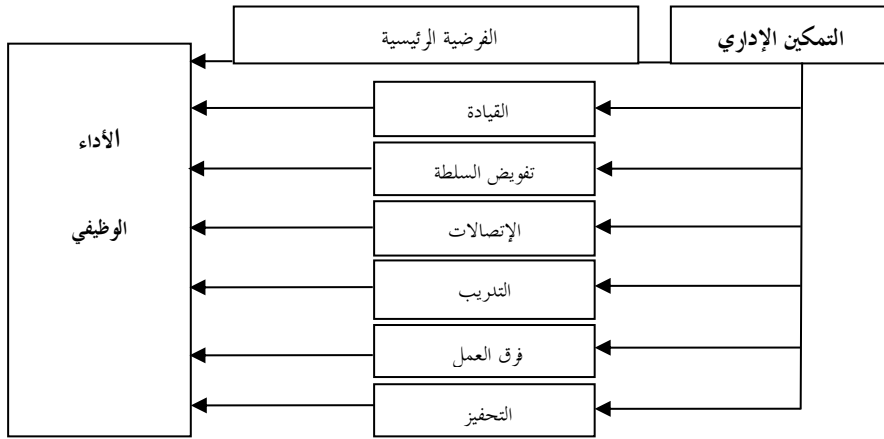 التمكين الإداري
الفرضية الرئيسية
القيادة
تفويض السلطة
الإتصالات
التدريب
فرق العمل
التحفيز
الأداء
الوظيفي